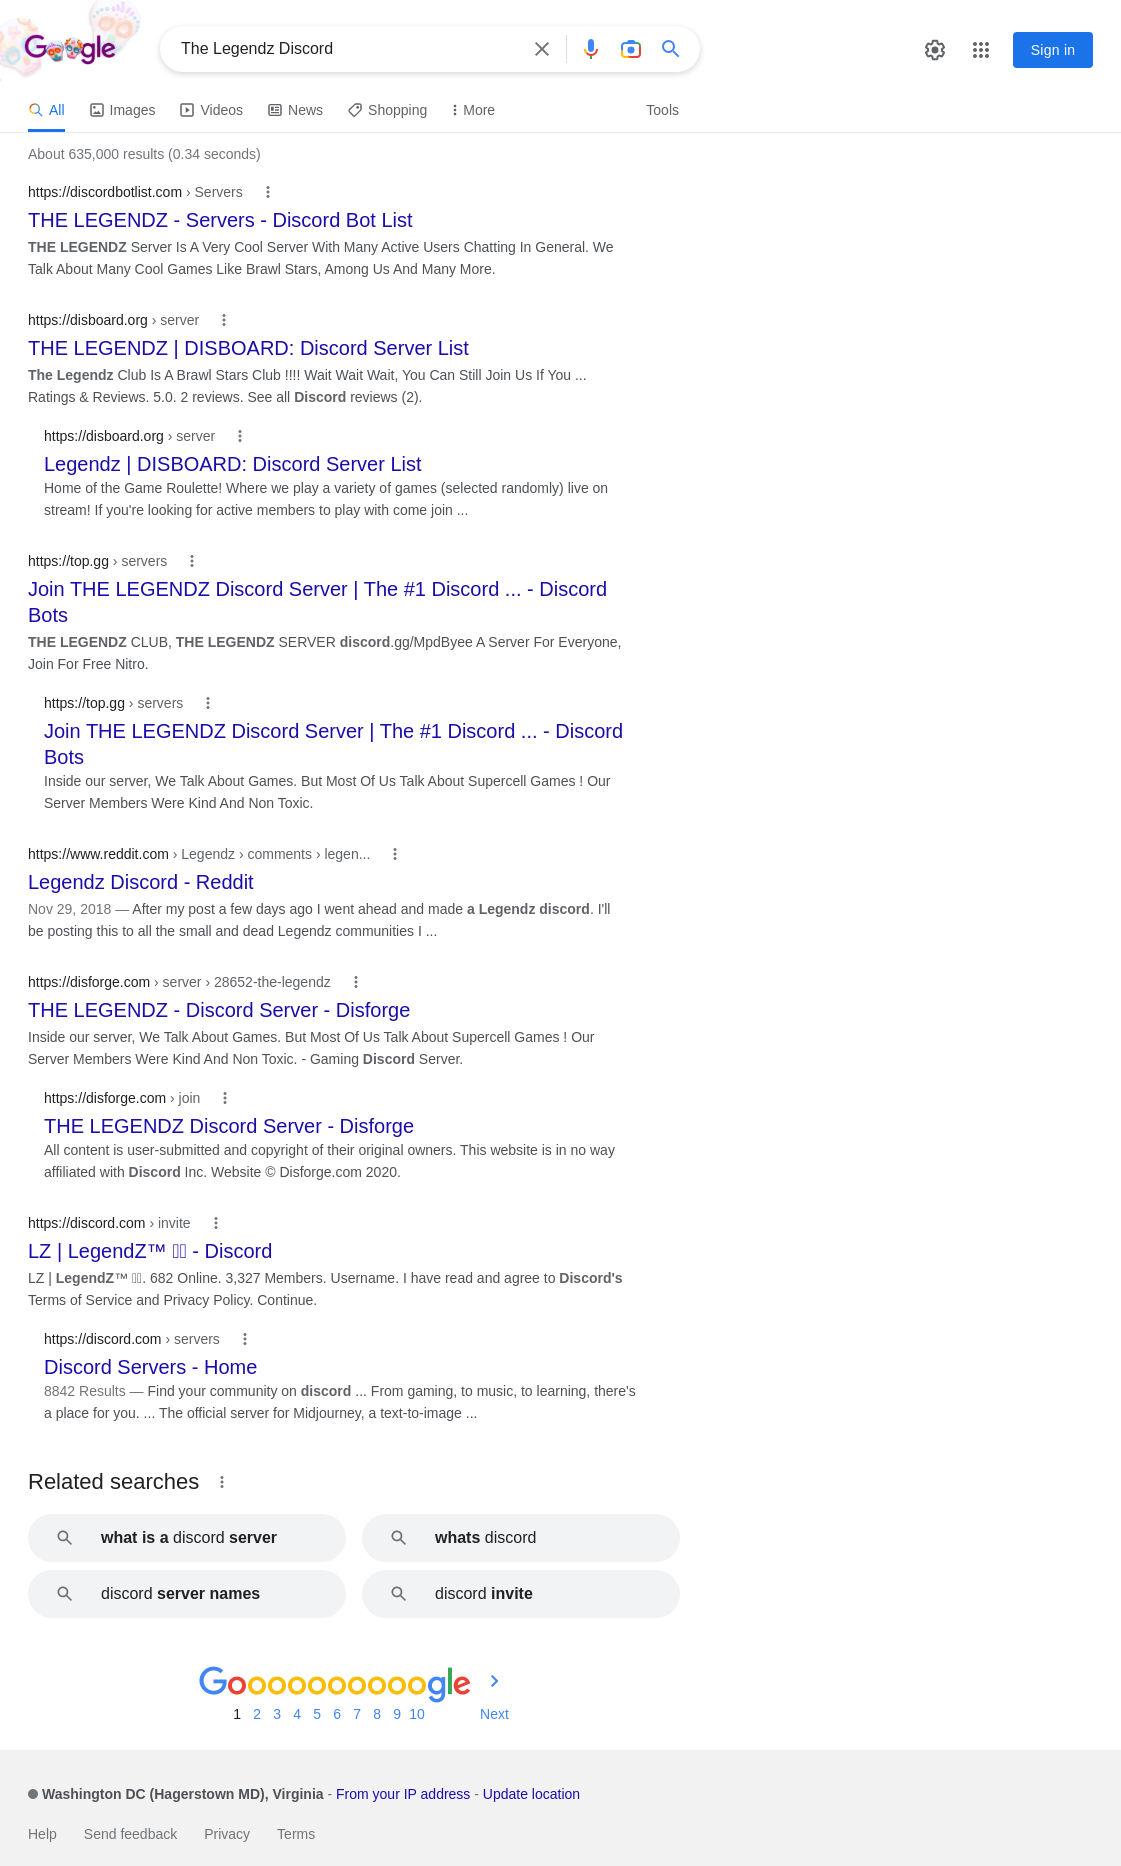 Google
The Legendz Discord
Sign in
All Images Videos News Shopping More Tools
About 635,000 results (0.34 seconds)
https://discordbotlist.com › Servers
THE LEGENDZ - Servers - Discord Bot List
THE LEGENDZ Server Is A Very Cool Server With Many Active Users Chatting In General. We
Talk About Many Cool Games Like Brawl Stars, Among Us And Many More.
https://disboard.org › server
THE LEGENDZ | DISBOARD: Discord Server List
The Legendz Club Is A Brawl Stars Club !!!! Wait Wait Wait, You Can Still Join Us If You ...
Ratings & Reviews. 5.0. 2 reviews. See all Discord reviews (2).
https://disboard.org › server
Legendz | DISBOARD: Discord Server List
Home of the Game Roulette! Where we play a variety of games (selected randomly) live on
stream! If you're looking for active members to play with come join ...
https://top.gg › servers
Join THE LEGENDZ Discord Server | The #1 Discord ... - Discord
Bots
THE LEGENDZ CLUB, THE LEGENDZ SERVER discord.gg/MpdByee A Server For Everyone,
Join For Free Nitro.
https://top.gg › servers
Join THE LEGENDZ Discord Server | The #1 Discord ... - Discord
Bots
Inside our server, We Talk About Games. But Most Of Us Talk About Supercell Games ! Our
Server Members Were Kind And Non Toxic.
https://www.reddit.com › Legendz › comments › legen...
Legendz Discord - Reddit
Nov 29, 2018 — After my post a few days ago I went ahead and made a Legendz discord. I'll
be posting this to all the small and dead Legendz communities I ...
https://disforge.com › server › 28652-the-legendz
THE LEGENDZ - Discord Server - Disforge
Inside our server, We Talk About Games. But Most Of Us Talk About Supercell Games ! Our
Server Members Were Kind And Non Toxic. - Gaming Discord Server.
https://disforge.com › join
THE LEGENDZ Discord Server - Disforge
All content is user-submitted and copyright of their original owners. This website is in no way
affiliated with Discord Inc. Website © Disforge.com 2020.
https://discord.com › invite
LZ | LegendZ™ - Discord
LZ | LegendZ™ . 682 Online. 3,327 Members. Username. I have read and agree to Discord's
Terms of Service and Privacy Policy. Continue.
https://discord.com › servers
Discord Servers - Home
8842 Results — Find your community on discord ... From gaming, to music, to learning, there's
a place for you. ... The official server for Midjourney, a text-to-image ...
Related searches
what is a discord server
whats discord
discord server names
discord invite
Goooooooooogle
1 2 3 4 5 6 7 8 9 10 Next
Washington DC (Hagerstown MD), Virginia - From your IP address - Update location
Help Send feedback Privacy Terms